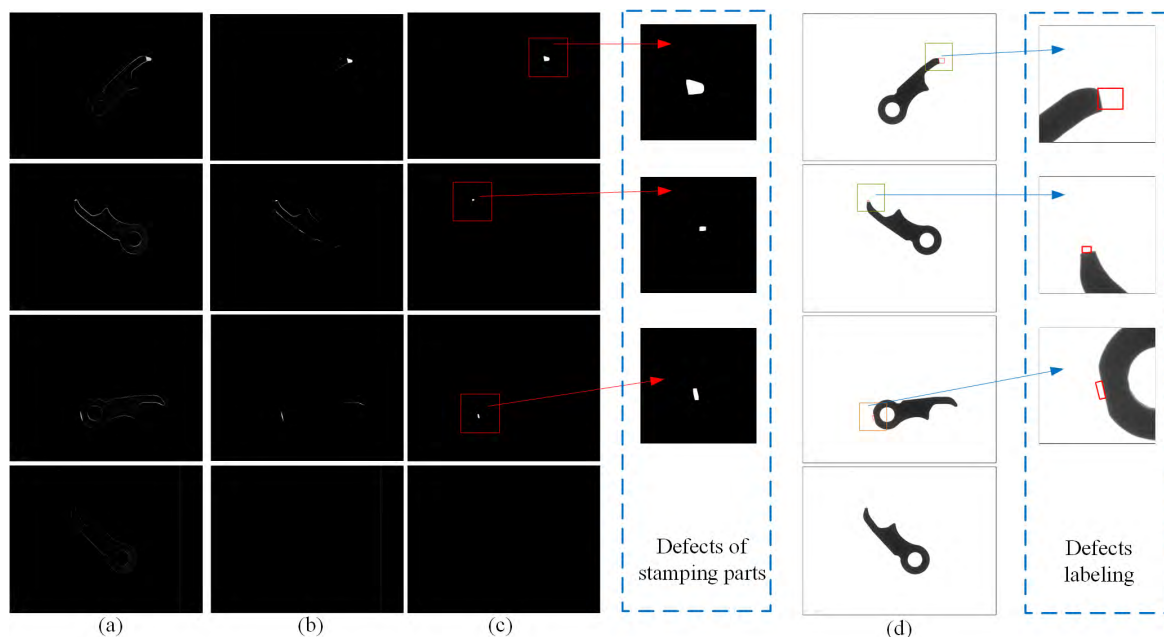 Defects of
stamping parts
Defects
labeling
(a)
(b)
(c)
(d)